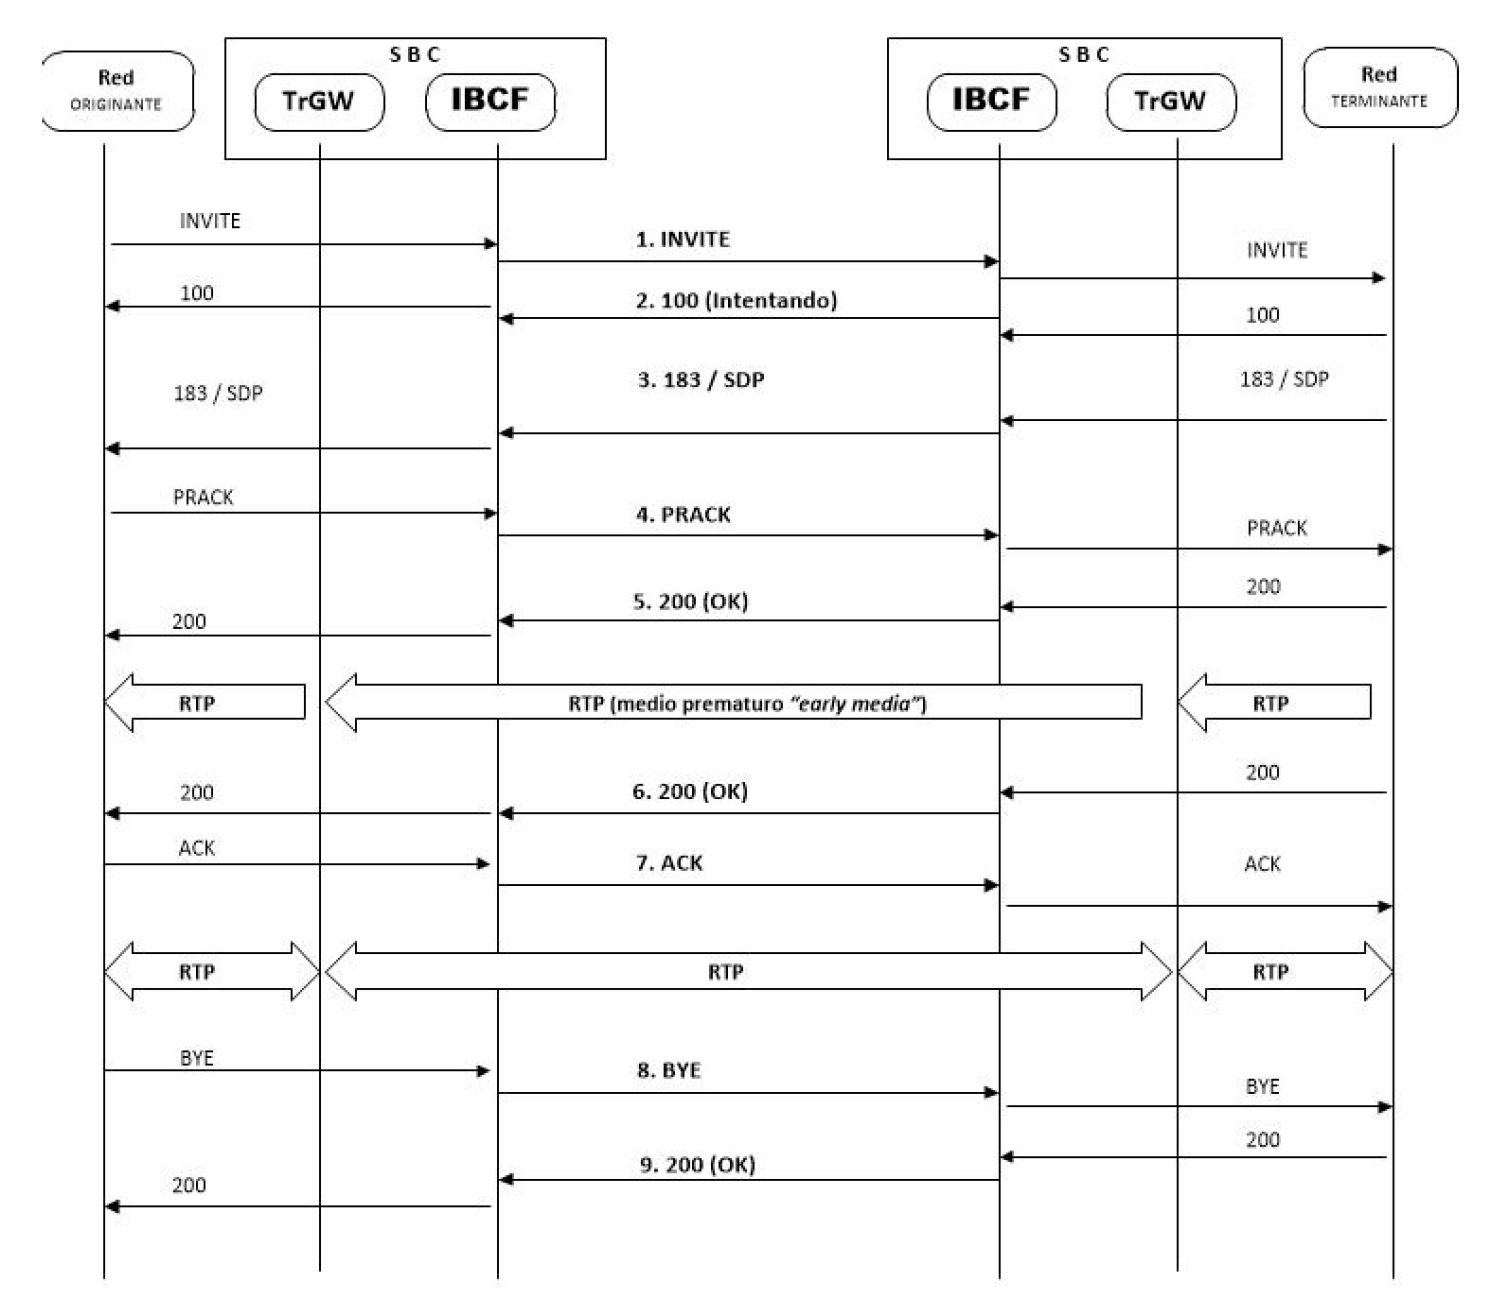 S B C
S B C
Red
ORIGINANTE
TrGW
IBCF
IBCF
TrGW
Red
TERMINANTE
INVITE
1. INVITE
INVITE
100
2. 100 (Intentando)
100
183 / SDP
3. 183 / SDP
183 / SDP
PRACK
4. PRACK
PRACK
200
5. 200 (OK)
200
RTP
RTP (medio prematuro “early media”)
RTP
200
6. 200 (OK)
200
ACK
7. ACK
ACK
RTP
RTP
RTP
BYE
8. BYE
BYE
200
9. 200 (OK)
200